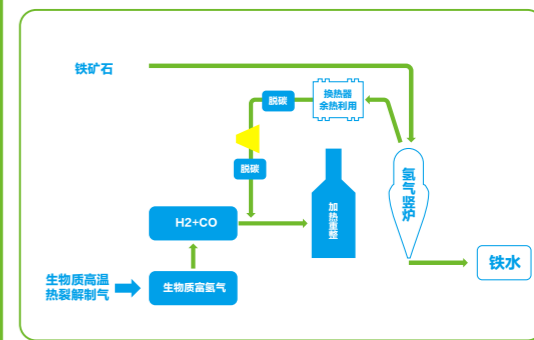 铁矿石
换热器
余热利用
脱碳
脱碳
氢气竖炉
加热重整
H2+CO
铁水
生物质高温
热裂解制气
生物质富氢气